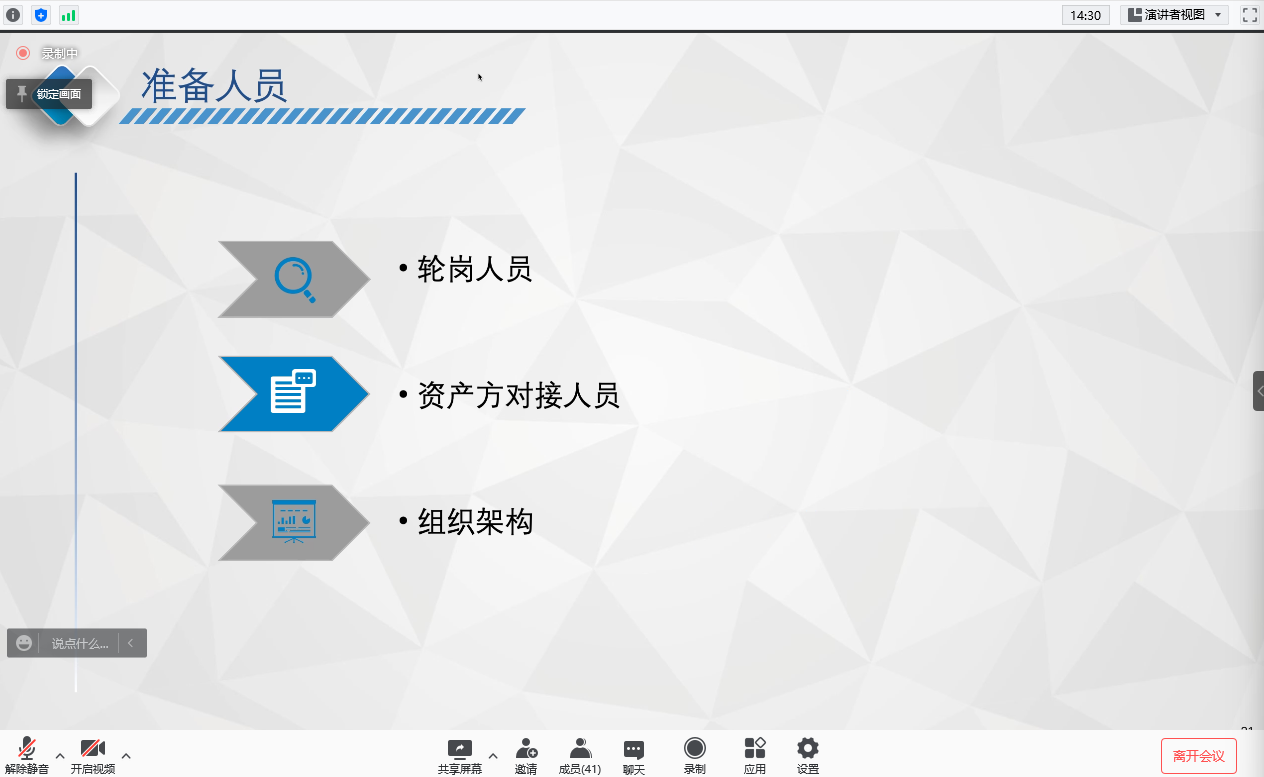 14:30
演讲者视图
录制中
锁定画面
准备人员
• 轮岗人员
• 资产方对接人员
• 组织架构
说点什么...
解除静音
开启视频
共享屏幕
邀请
成员(41)
聊天
录制
应用
设置
离开会议